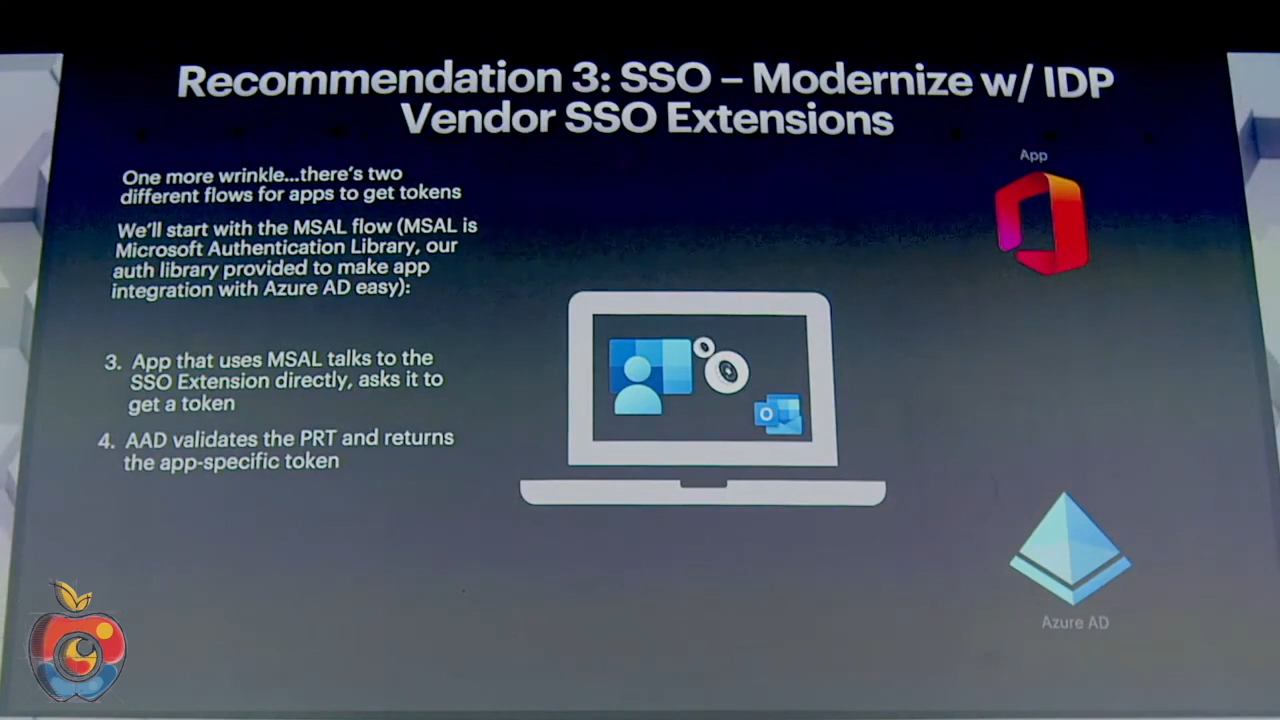 Recommendation 3: SSO – Modernize w/ IDP
Vendor SSO Extensions
One more wrinkle...there's two
different flows for apps to get tokens
We'll start with the MSAL flow (MSAL is
Microsoft Authentication Library, our
auth library provided to make app
integration with Azure AD easy):
3. App that uses MSAL talks to the
SSO Extension directly, asks it to
get a token
4. AAD validates the PRT and returns
the app-specific token
App
O
Azure AD